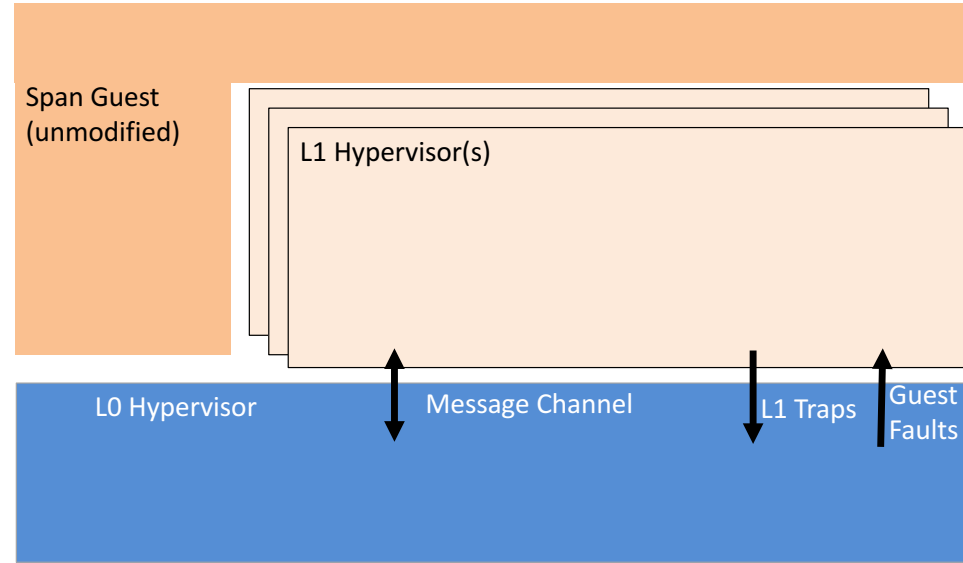 Span Guest
(unmodified)
L1 Hypervisor(s)
L0 Hypervisor
Message Channel
L1 Traps
Guest
Faults